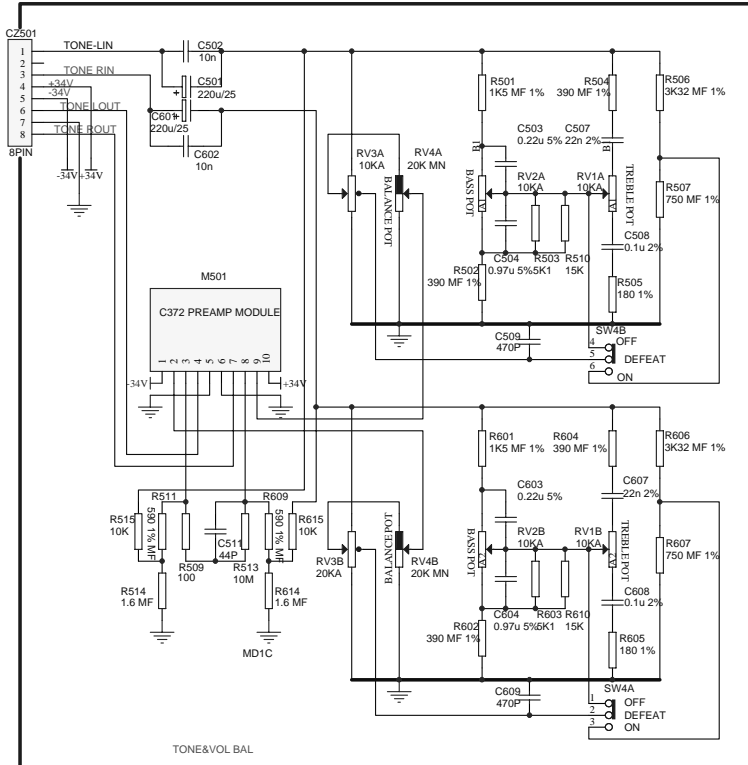 CZ501
1
2
3
4
5
6
7
8
8PIN
TONE-LIN
TONE RIN
+34V
-34V
TONE LOUT
TONE ROUT
-34V
+34V
C502
10n
C501
220u/25
+
C601
+
220u/25
C602
10n
M501
C372 PREAMP MODULE
1
2
3
4
5
6
7
8
9
10
-34V
+34V
RV3A
10KA
RV4A
20K MN
BALANCE POT
R501
1K5 MF 1%
R504
390 MF 1%
R506
3K32 MF 1%
B1
C503
0.22u 5%
C507
22n 2%
B1
BASS POT
A1
RV2A
10KA
RV1A
10KA
A1
TREBLE POT
R507
750 MF 1%
R502
390 MF 1%
C504
0.97u 5%
R503
5K1
R510
15K
C508
0.1u 2%
R505
180 1%
C509
470P
SW4B
4
5
6
OFF
DEFEAT
ON
R515
10K
R511
590 1% MF
R509
100
C511
44P
R513
10M
R609
590 1% MF
R615
10K
R514
1.6 MF
R614
1.6 MF
MD1C
RV3B
20KA
RV4B
20K MN
BALANCE POT
R601
1K5 MF 1%
R604
390 MF 1%
R606
3K32 MF 1%
C603
0.22u 5%
C607
22n 2%
BASS POT
A2
RV2B
10KA
RV1B
10KA
A2
TREBLE POT
R607
750 MF 1%
R602
390 MF 1%
C604
0.97u 5%
R603
5K1
R610
15K
C608
0.1u 2%
R605
180 1%
C609
470P
SW4A
1
2
3
OFF
DEFEAT
ON
TONE&VOL BAL